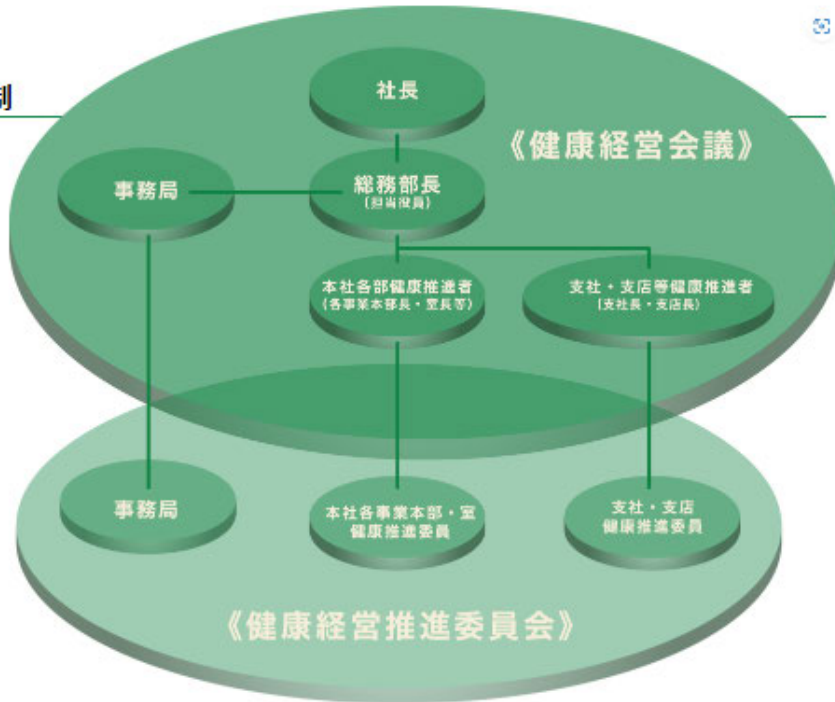 制
社長
《健康経営会議》
事務局
総務部長
(担当役員)
本社各部健康推進者
(各事業本部長・室長等)
支社・支店等健康推進者
(支社長・支店長)
事務局
本社各事業本部・室
健康推進委員
支社・支店
健康推進委員
《健康経営推進委員会》